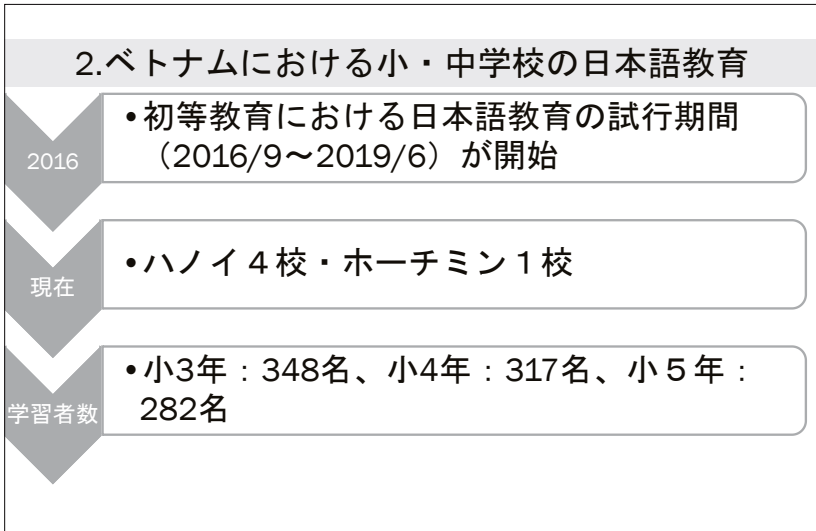 2.ベトナムにおける小・中学校の日本語教育
2016
•初等教育における日本語教育の試行期間
（2016/9～2019/6）が開始
現在
•ハノイ４校・ホーチミン１校
学習者数
•小3年：348名、小4年：317名、小５年：
282名